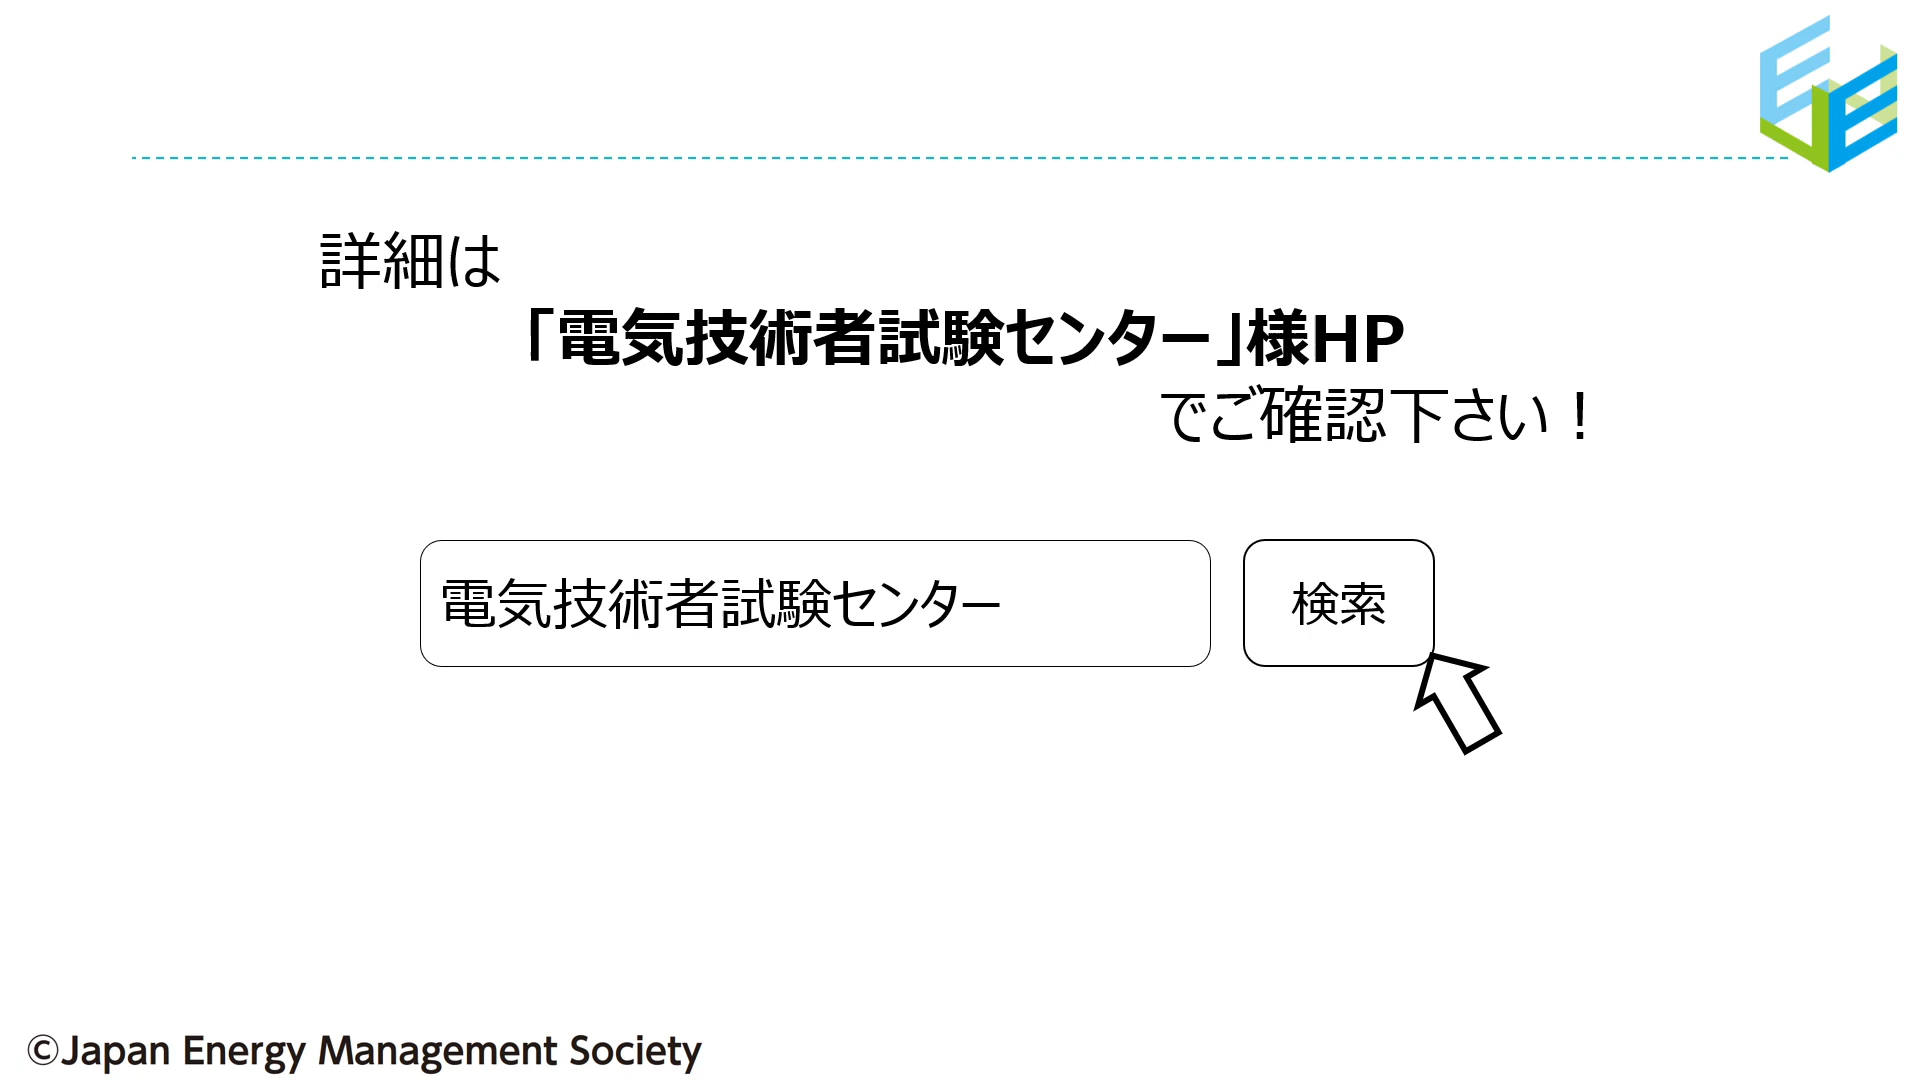 詳細は
「電気技術者試験センター」様HP
でご確認下さい！
電気技術者試験センター
検索
©Japan Energy Management Society